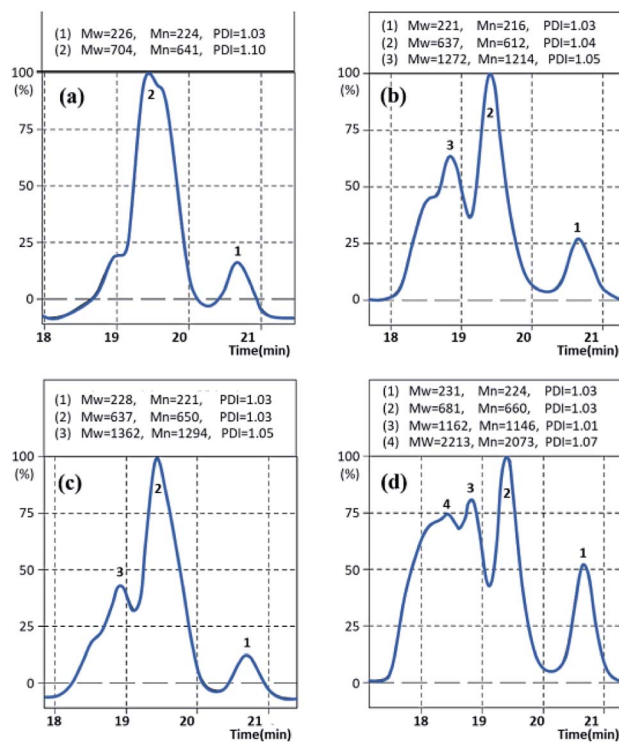 (1) Mw=226, Mn=224, PDI=1.03
(2) Mw=704, Mn=641, PDI=1.10
100
(%)
75
50
25
0
(a)
2
1
18 19 20 21
Time(min)
(1) Mw=221, Mn=216, PDI=1.03
(2) Mw=637, Mn=612, PDI=1.04
(3) Mw=1272, Mn=1214, PDI=1.05
100
(%)
75
50
25
0
(b)
3
2
1
18 19 20 21
Time(min)
(1) Mw=228, Mn=221, PDI=1.03
(2) Mw=637, Mn=650, PDI=1.03
(3) Mw=1362, Mn=1294, PDI=1.05
100
(%)
75
50
25
0
(c)
2
3
1
18 19 20 21
Time(min)
(1) Mw=231, Mn=224, PDI=1.03
(2) Mw=681, Mn=660, PDI=1.03
(3) Mw=1162, Mn=1146, PDI=1.01
(4) MW=2213, Mn=2073, PDI=1.07
100
(%)
75
50
25
0
(d)
4
3
2
1
18 19 20 21
Time(min)